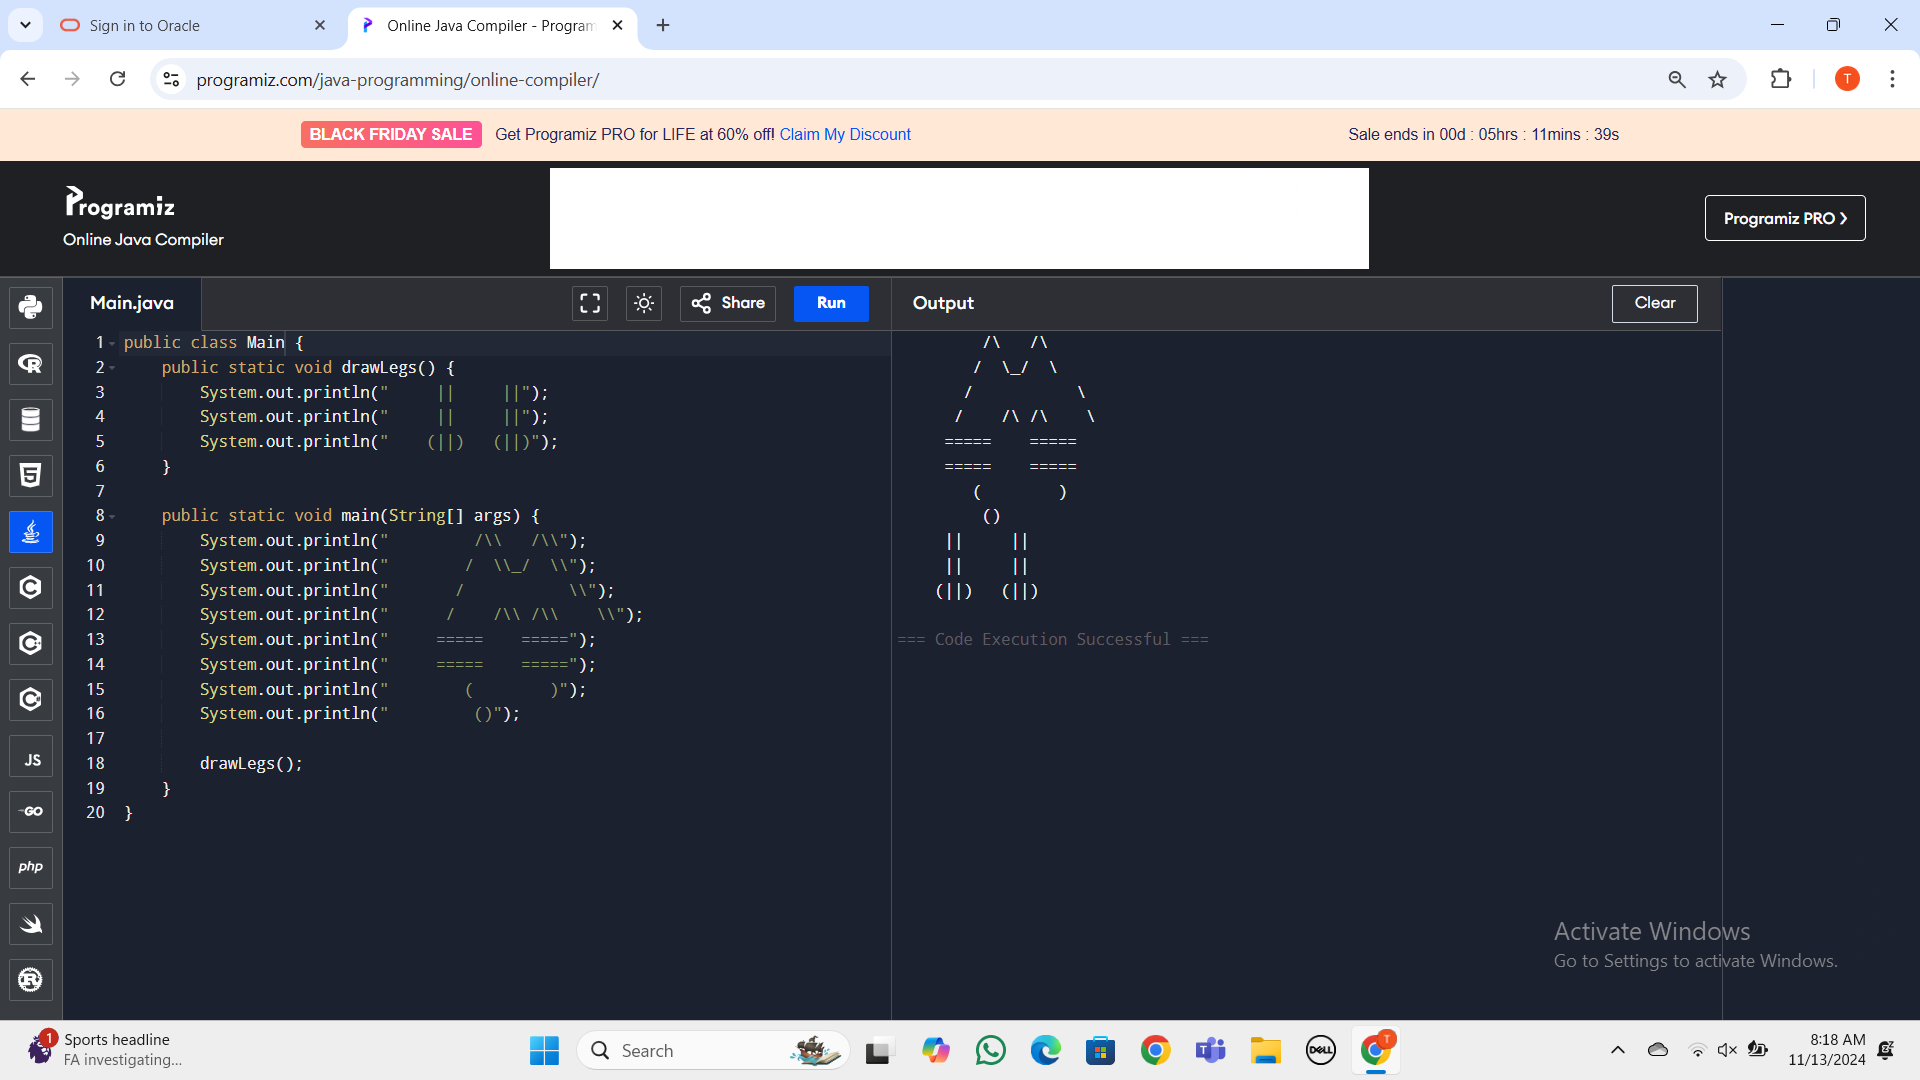 Sign in to Oracle
Online Java Compiler - Program
programiz.com/java-programming/online-compiler/
T
BLACK FRIDAY SALE Get Programiz PRO for LIFE at 60% off! Claim My Discount
Sale ends in 00d : 05hrs : 11mins : 39s
Programiz
Online Java Compiler
Programiz PRO
Main.java
Share
Run
Output
Clear
1 public class Main {
2     public static void drawLegs() {
3         System.out.println("     ||     ||");
4         System.out.println("     ||     ||");
5         System.out.println("    (||)   (||)");
6     }
7
8     public static void main(String[] args) {
9         System.out.println("         /\\   /\\");
10         System.out.println("        /  \\_/  \\");
11         System.out.println("       /           \\");
12         System.out.println("      /    /\\ /\\    \\");
13         System.out.println("     =====    =====");
14         System.out.println("     =====    =====");
15         System.out.println("        (        )");
16         System.out.println("         ()");
17
18         drawLegs();
19     }
20 }
         /\   /\
        /  \_/  \
       /           \
      /    /\ /\    \
     =====    =====
     =====    =====
        (        )
         ()
     ||     ||
     ||     ||
    (||)   (||)
=== Code Execution Successful ===
JS
GO
php
Activate Windows
Go to Settings to activate Windows.
1
Sports headline
FA investigating...
Search
DELL
T
8:18 AM
11/13/2024